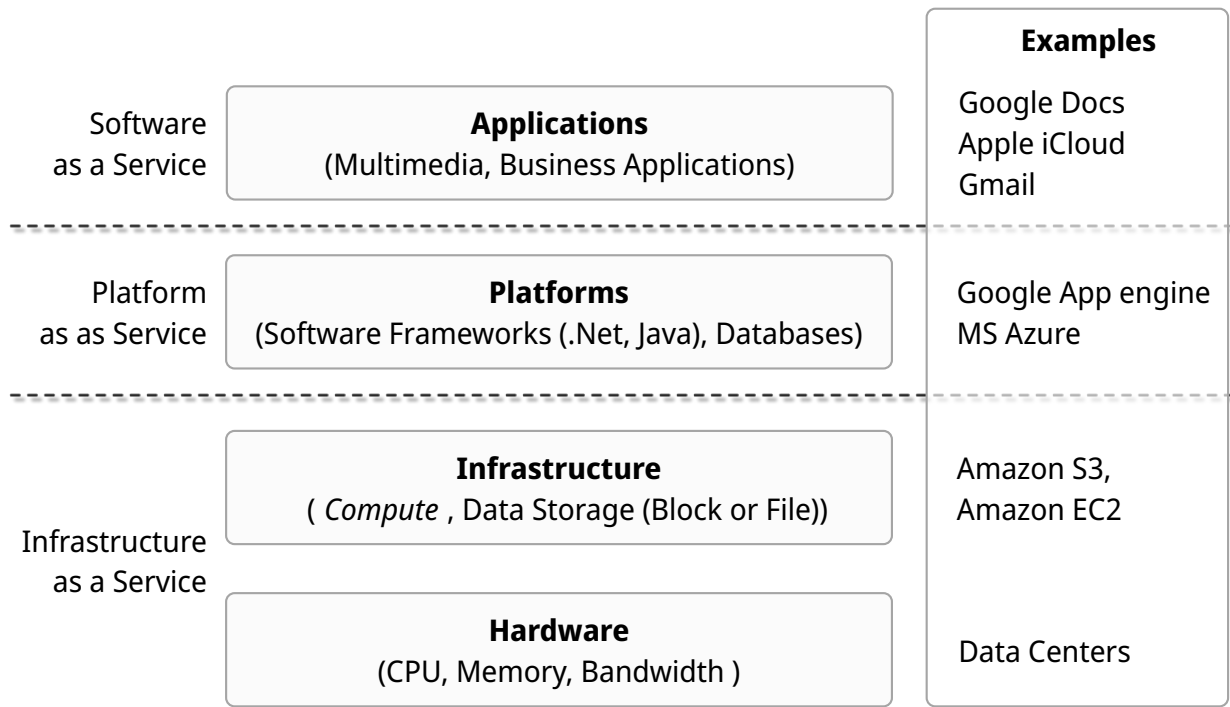 Examples
Software
as a Service
Applications
(Multimedia, Business Applications)
Google Docs
Apple iCloud
Gmail
Platform
as as Service
Platforms
(Software Frameworks (.Net, Java), Databases)
Google App engine
MS Azure
Infrastructure
as a Service
Infrastructure
( Compute , Data Storage (Block or File))
Amazon S3,
Amazon EC2
Hardware
(CPU, Memory, Bandwidth )
Data Centers